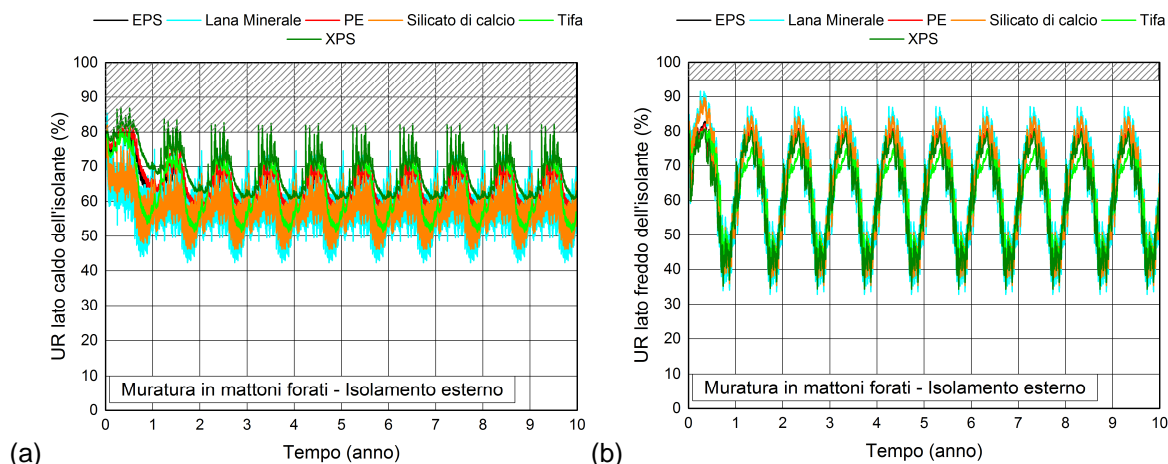 EPS Lana Minerale PE Silicato di calcio Tifa
XPS
100
90
80
70
60
50
40
30
20
10
0
UR lato caldo dell'isolante (%)
Muratura in mattoni forati - Isolamento esterno
0 1 2 3 4 5 6 7 8 9 10
Tempo (anno)
(a)
EPS Lana Minerale PE Silicato di calcio Tifa
XPS
100
90
80
70
60
50
40
30
20
10
0
UR lato freddo dell'isolante (%)
Muratura in mattoni forati - Isolamento esterno
0 1 2 3 4 5 6 7 8 9 10
Tempo (anno)
(b)